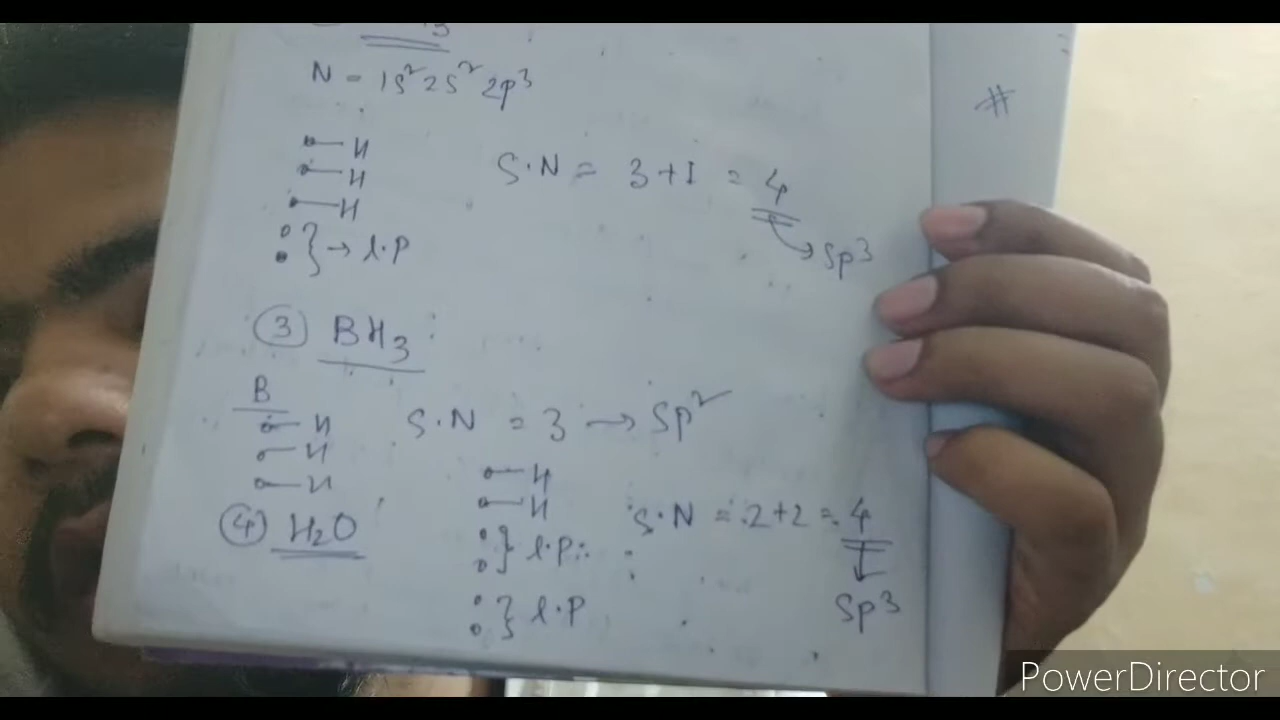 N = 1s² 2s² 2p³
H
H
H
} → l.p
S.N = 3+1 = 4
→ Sp³
③ BH₃
B
H
H
H
S.N = 3 → Sp²
④ H₂O
H
H
} l.p
} l.p
S.N = 2+2 = 4
↓
Sp³
#
PowerDirector